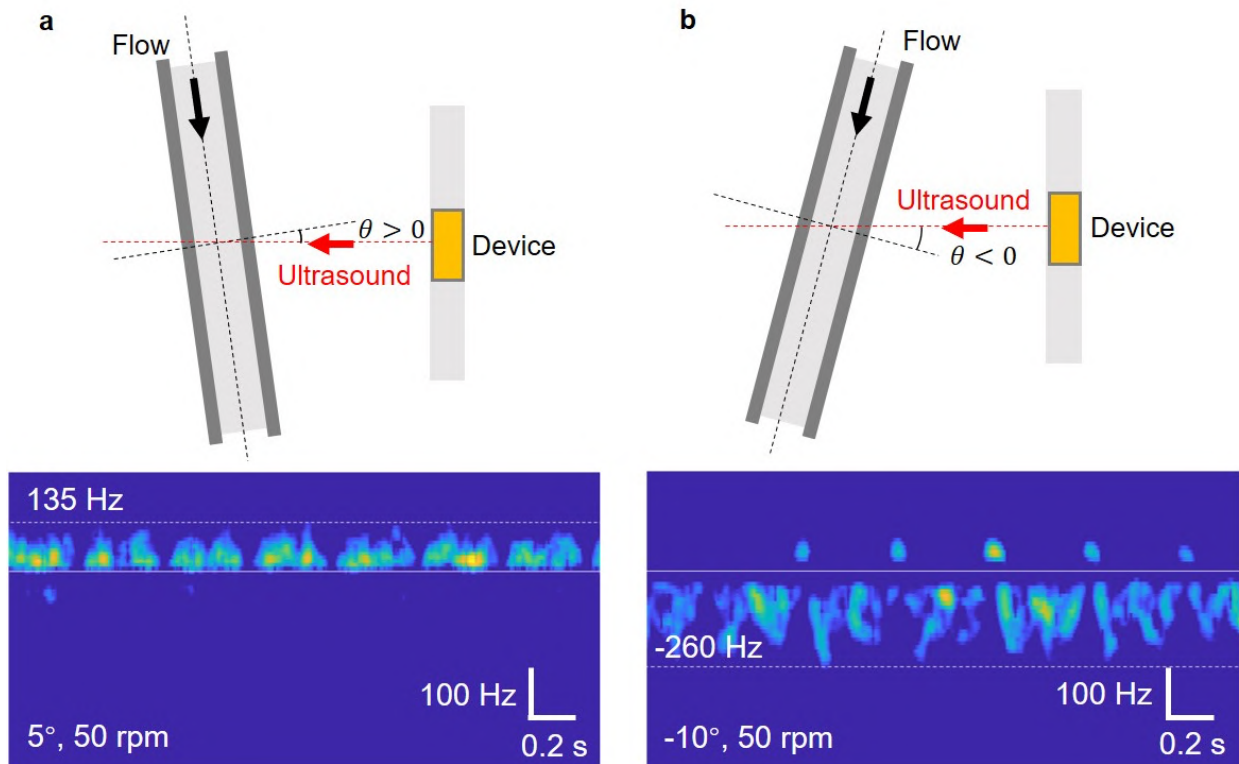 a
Flow
θ > 0
Device
Ultrasound
135 Hz
100 Hz
5°, 50 rpm
0.2 s
b
Flow
Ultrasound
Device
θ < 0
-260 Hz
100 Hz
-10°, 50 rpm
0.2 s